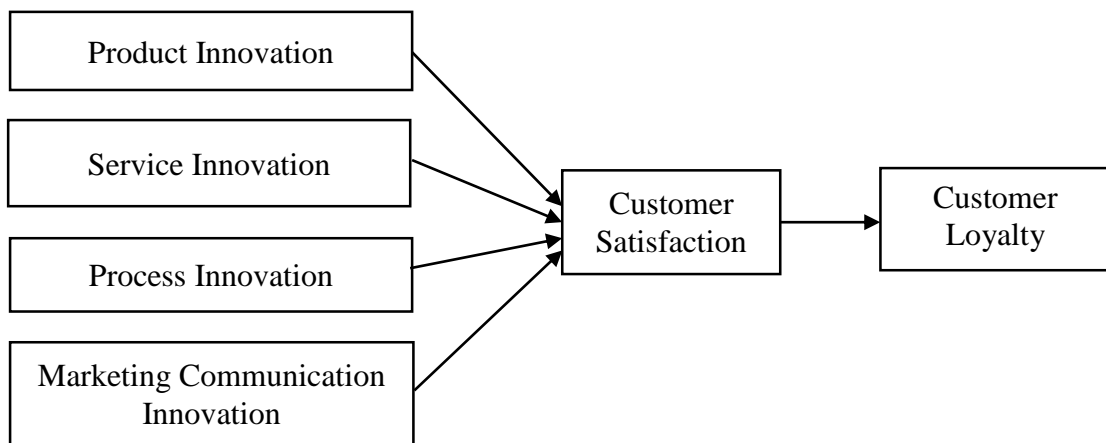 Product Innovation
Service Innovation
Process Innovation
Marketing Communication
Innovation
Customer
Satisfaction
Customer
Loyalty